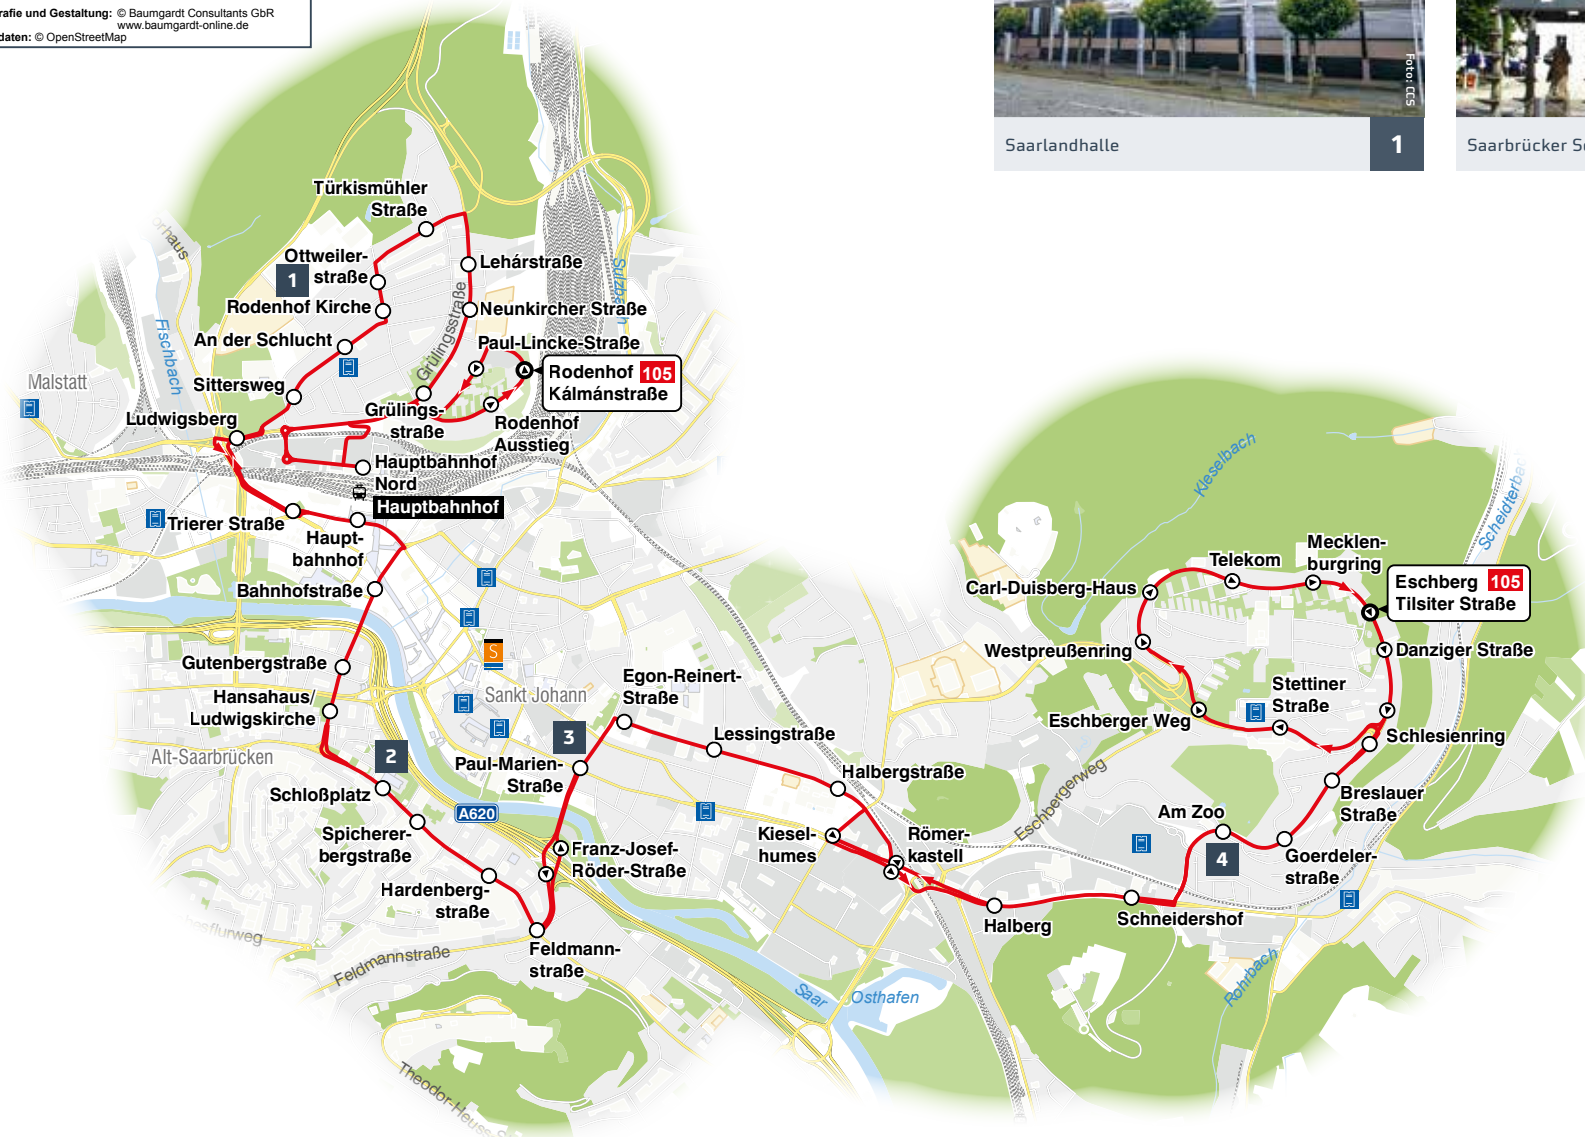 © Baumgardt Consultants GbR
www.baumgardt-online.de
© OpenStreetMap
Foto: CCS
Saarlandhalle
1
Saarbrücker
Türkismühler
Straße
Ottweiler-
straße
1
Rodenhof Kirche
An der Schlucht
Sittersweg
Ludwigsberg
Malstatt
Fischbach
Sulzbach
Lehárstraße
Neunkircher Straße
Grülingsstraße
Paul-Lincke-Straße
Rodenhof 105
Kálmánstraße
Grülings-
straße
Rodenhof
Ausstieg
Hauptbahnhof
Nord
Hauptbahnhof
Trierer Straße
Haupt-
bahnhof
Bahnhofstraße
Gutenbergstraße
Hansahaus/
Ludwigskirche
Alt-Saarbrücken
2
Schloßplatz
Spicherer-
bergstraße
Hardenberg-
straße
Feldmannstraße
Feldmann-
straße
A620
S
Sankt Johann
3
Paul-Marien-
Straße
Franz-Josef-
Röder-Straße
Egon-Reinert-
Straße
Lessingstraße
Halbergstraße
Kiesel-
humes
Römer-
kastell
Halberg
Schneidershof
Saar
Osthafen
Eschbergerweg
Am Zoo
4
Goerdeler-
straße
Breslauer
Straße
Schlesienring
Stettiner
Straße
Eschberger Weg
Westpreußenring
Carl-Duisberg-Haus
Telekom
Mecklen-
burgring
Eschberg 105
Tilsiter Straße
Danziger Straße
Kieselbach
Rohrbach